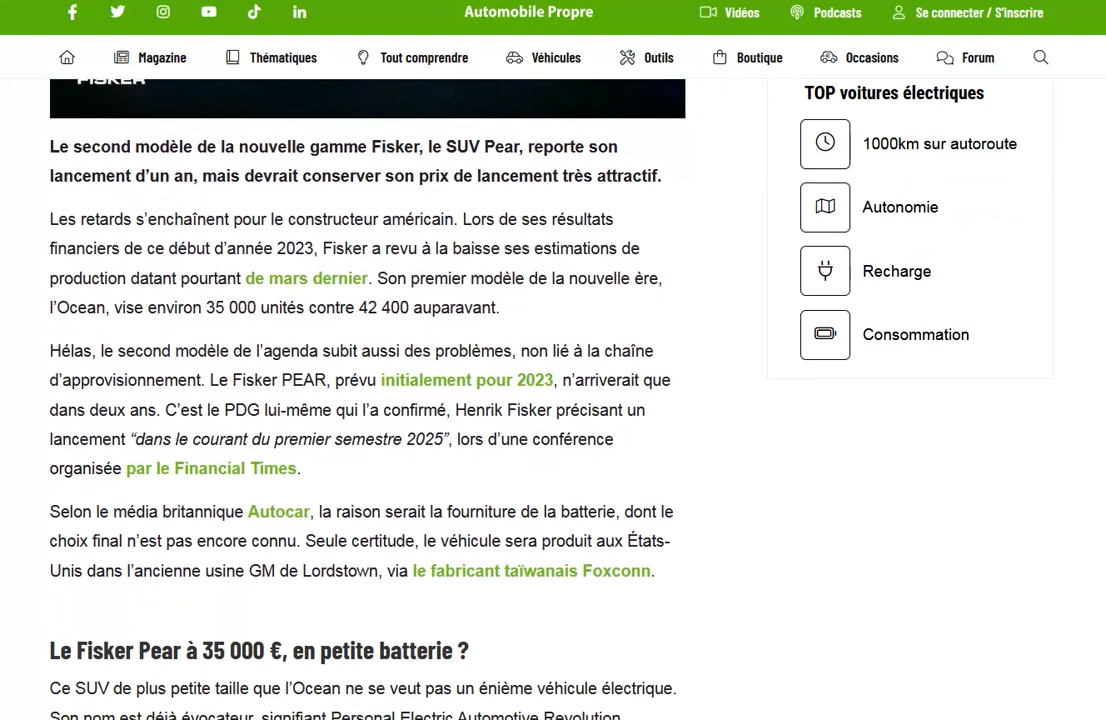 Automobile Propre
Vidéos
Podcasts
Se connecter / S'inscrire
Magazine
Thématiques
Tout comprendre
Véhicules
Outils
Boutique
Occasions
Forum
FISKER
Le second modèle de la nouvelle gamme Fisker, le SUV Pear, reporte son
lancement d’un an, mais devrait conserver son prix de lancement très attractif.
Les retards s’enchaînent pour le constructeur américain. Lors de ses résultats
financiers de ce début d’année 2023, Fisker a revu à la baisse ses estimations de
production datant pourtant de mars dernier. Son premier modèle de la nouvelle ère,
l’Ocean, vise environ 35 000 unités contre 42 400 auparavant.
Hélas, le second modèle de l’agenda subit aussi des problèmes, non lié à la chaîne
d’approvisionnement. Le Fisker PEAR, prévu initialement pour 2023, n’arriverait que
dans deux ans. C’est le PDG lui-même qui l’a confirmé, Henrik Fisker précisant un
lancement “dans le courant du premier semestre 2025”, lors d’une conférence
organisée par le Financial Times.
Selon le média britannique Autocar, la raison serait la fourniture de la batterie, dont le
choix final n’est pas encore connu. Seule certitude, le véhicule sera produit aux États-
Unis dans l’ancienne usine GM de Lordstown, via le fabricant taïwanais Foxconn.
Le Fisker Pear à 35 000 €, en petite batterie ?
Ce SUV de plus petite taille que l’Ocean ne se veut pas un énième véhicule électrique.
Son nom est déjà évocateur, signifiant Personal Electric Automotive Revolution
TOP voitures électriques
1000km sur autoroute
Autonomie
Recharge
Consommation